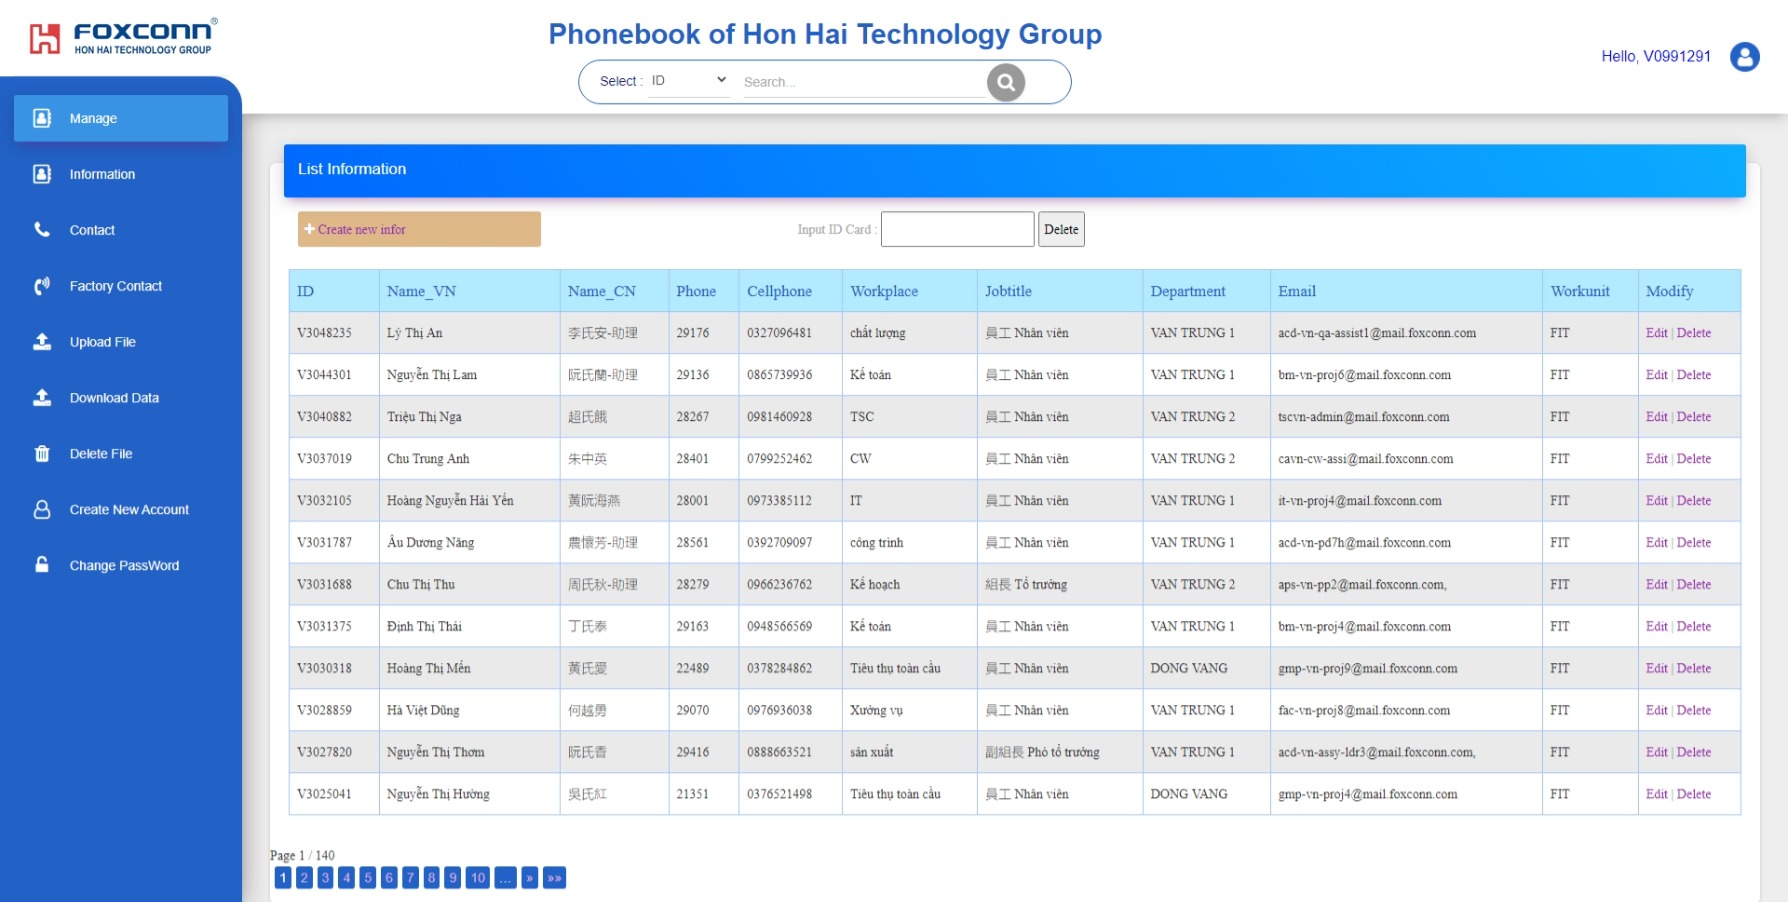 FOXCONN®
HON HAI TECHNOLOGY GROUP
Phonebook of Hon Hai Technology Group
Select : ID Search...
Hello, V0991291
Manage
Information
Contact
Factory Contact
Upload File
Download Data
Delete File
Create New Account
Change PassWord
List Information
Create new infor Input ID Card : Delete
ID Name_VN Name_CN Phone Cellphone Workplace Jobtitle Department Email Workunit Modify
V3048235 Lý Thị An 李氏安-助理 29176 0327096481 chất lượng 員工 Nhân viên VAN TRUNG 1 acd-vn-qa-assist1@mail.foxconn.com FIT Edit | Delete
V3044301 Nguyễn Thị Lam 阮氏蘭-助理 29136 0865739936 Kế toán 員工 Nhân viên VAN TRUNG 1 bm-vn-proj6@mail.foxconn.com FIT Edit | Delete
V3040882 Triệu Thị Nga 超氏餓 28267 0981460928 TSC 員工 Nhân viên VAN TRUNG 2 tscvn-admin@mail.foxconn.com FIT Edit | Delete
V3037019 Chu Trung Anh 朱中英 28401 0799252462 CW 員工 Nhân viên VAN TRUNG 2 cavn-cw-assi@mail.foxconn.com FIT Edit | Delete
V3032105 Hoàng Nguyễn Hải Yến 黃阮海燕 28001 0973385112 IT 員工 Nhân viên VAN TRUNG 1 it-vn-proj4@mail.foxconn.com FIT Edit | Delete
V3031787 Âu Dương Năng 農懷芳-助理 28561 0392709097 công trình 員工 Nhân viên VAN TRUNG 1 acd-vn-pd7h@mail.foxconn.com FIT Edit | Delete
V3031688 Chu Thị Thu 周氏秋-助理 28279 0966236762 Kế hoạch 組長 Tổ trưởng VAN TRUNG 2 aps-vn-pp2@mail.foxconn.com, FIT Edit | Delete
V3031375 Định Thị Thái 丁氏泰 29163 0948566569 Kế toán 員工 Nhân viên VAN TRUNG 1 bm-vn-proj4@mail.foxconn.com FIT Edit | Delete
V3030318 Hoàng Thị Mến 黃氏愛 22489 0378284862 Tiêu thụ toàn cầu 員工 Nhân viên DONG VANG gmp-vn-proj9@mail.foxconn.com FIT Edit | Delete
V3028859 Hà Việt Dũng 何越勇 29070 0976936038 Xưởng vụ 員工 Nhân viên VAN TRUNG 1 fac-vn-proj8@mail.foxconn.com FIT Edit | Delete
V3027820 Nguyễn Thị Thơm 阮氏香 29416 0888663521 sản xuất 副組長 Phó tổ trưởng VAN TRUNG 1 acd-vn-assy-ldr3@mail.foxconn.com, FIT Edit | Delete
V3025041 Nguyễn Thị Hường 吳氏紅 21351 0376521498 Tiêu thụ toàn cầu 員工 Nhân viên DONG VANG gmp-vn-proj4@mail.foxconn.com FIT Edit | Delete
Page 1 / 140
1 2 3 4 5 6 7 8 9 10 ... » »»